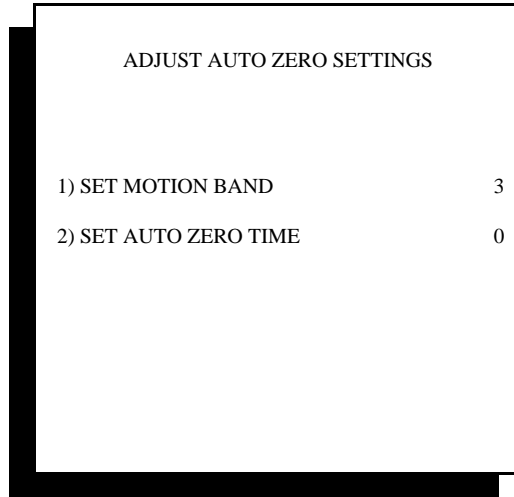 ADJUST AUTO ZERO SETTINGS
1) SET MOTION BAND 3
2) SET AUTO ZERO TIME 0